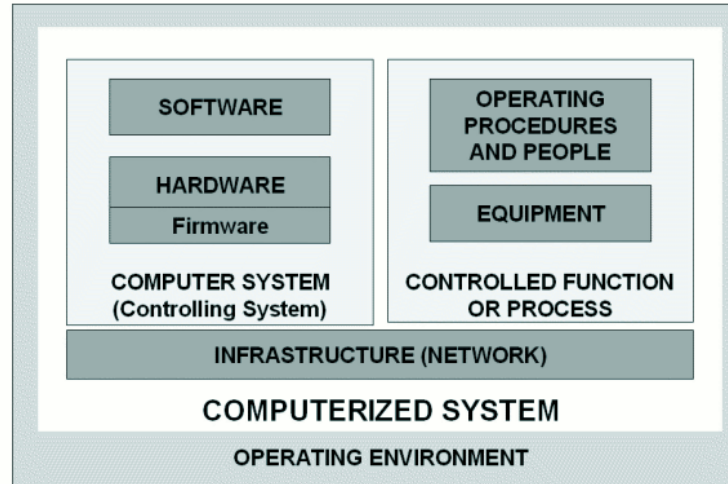 SOFTWARE
HARDWARE
Firmware
COMPUTER SYSTEM
(Controlling System)
OPERATING
PROCEDURES
AND PEOPLE
EQUIPMENT
CONTROLLED FUNCTION
OR PROCESS
INFRASTRUCTURE (NETWORK)
COMPUTERIZED SYSTEM
OPERATING ENVIRONMENT